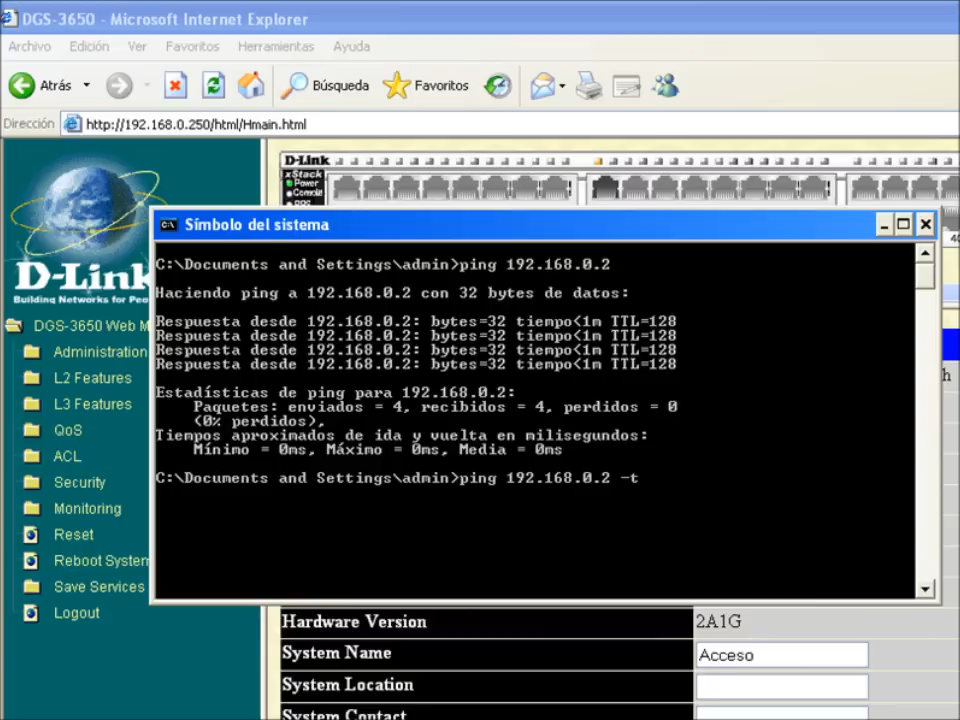 DGS-3650 - Microsoft Internet Explorer
Archivo Edición Ver Favoritos Herramientas Ayuda
Atrás Búsqueda Favoritos
Dirección http://192.168.0.250/html/Hmain.html
D-Link
xStack
Power
Console
D-Link
Building Networks for Peo
DGS-3650 Web M
Administration
L2 Features
L3 Features
QoS
ACL
Security
Monitoring
Reset
Reboot System
Save Services
Logout
Símbolo del sistema
C:\Documents and Settings\admin>ping 192.168.0.2
Haciendo ping a 192.168.0.2 con 32 bytes de datos:
Respuesta desde 192.168.0.2: bytes=32 tiempo<1m TTL=128
Respuesta desde 192.168.0.2: bytes=32 tiempo<1m TTL=128
Respuesta desde 192.168.0.2: bytes=32 tiempo<1m TTL=128
Respuesta desde 192.168.0.2: bytes=32 tiempo<1m TTL=128
Estadísticas de ping para 192.168.0.2:
Paquetes: enviados = 4, recibidos = 4, perdidos = 0
(0% perdidos),
Tiempos aproximados de ida y vuelta en milisegundos:
Mínimo = 0ms, Máximo = 0ms, Media = 0ms
C:\Documents and Settings\admin>ping 192.168.0.2 -t
Hardware Version 2A1G
System Name Acceso
System Location
System Contact